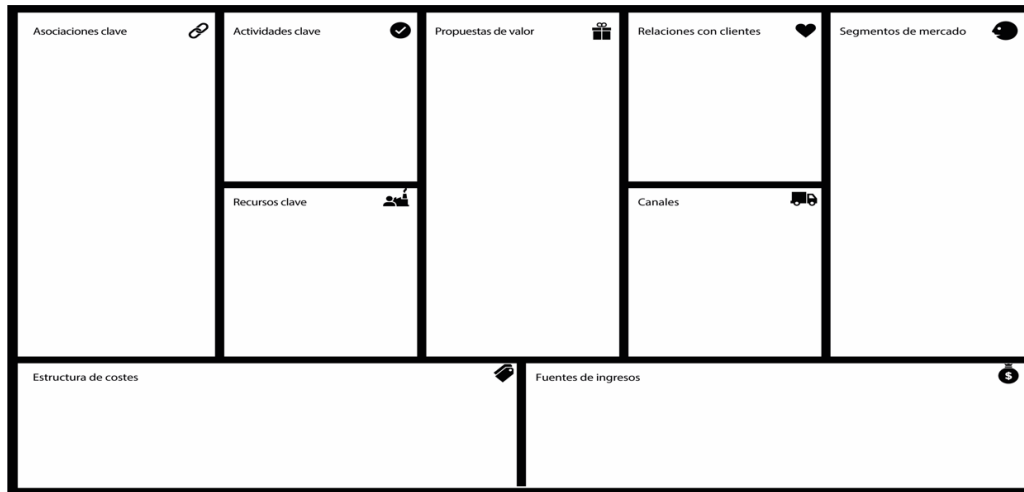 Asociaciones clave
Actividades clave
Propuestas de valor
Relaciones con clientes
Segmentos de mercado
Recursos clave
Canales
Estructura de costes
Fuentes de ingresos
$